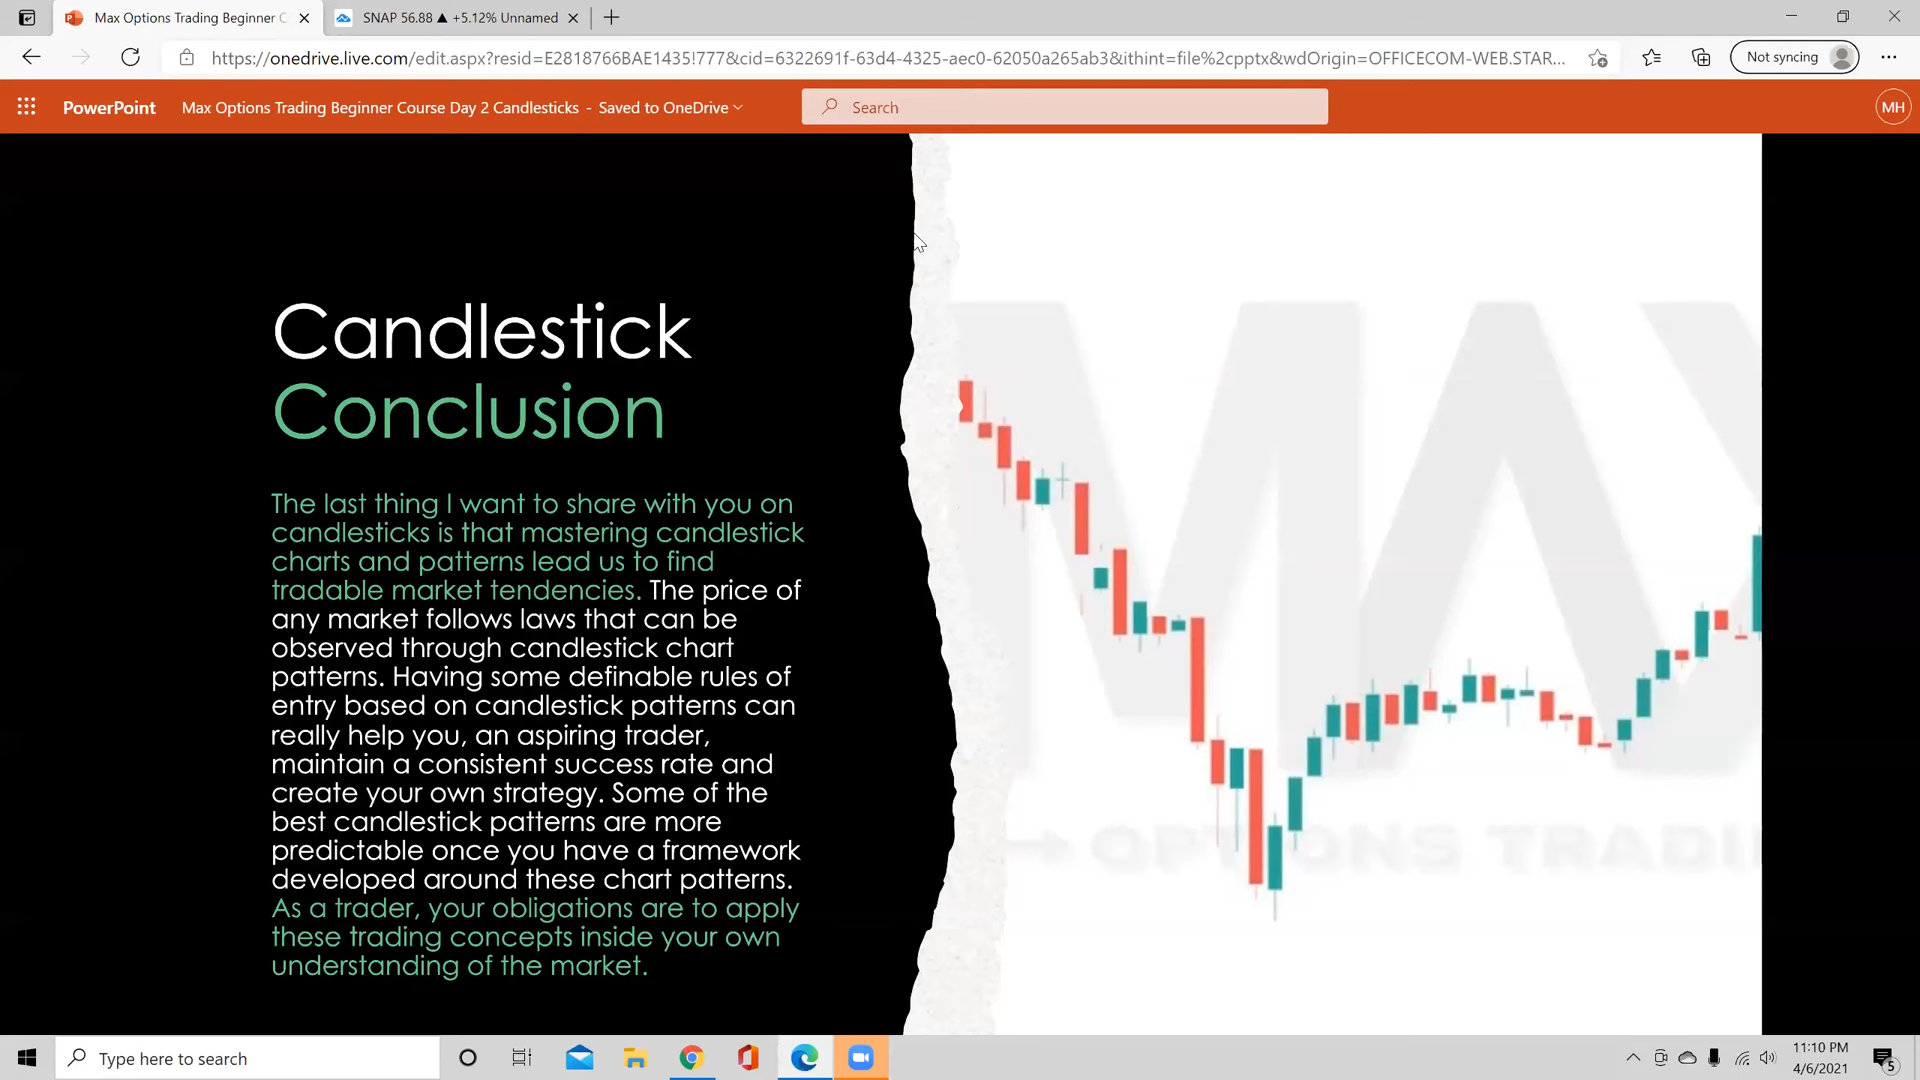 Max Options Trading Beginner C
SNAP 56.88 ▲ +5.12% Unnamed
https://onedrive.live.com/edit.aspx?resid=E2818766BAE1435!777&cid=6322691f-63d4-4325-aec0-62050a265ab3&ithint=file%2cpptx&wdOrigin=OFFICECOM-WEB.STAR...
Not syncing
PowerPoint
Max Options Trading Beginner Course Day 2 Candlesticks - Saved to OneDrive
Search
MH
Candlestick
Conclusion
The last thing I want to share with you on
candlesticks is that mastering candlestick
charts and patterns lead us to find
tradable market tendencies. The price of
any market follows laws that can be
observed through candlestick chart
patterns. Having some definable rules of
entry based on candlestick patterns can
really help you, an aspiring trader,
maintain a consistent success rate and
create your own strategy. Some of the
best candlestick patterns are more
predictable once you have a framework
developed around these chart patterns.
As a trader, your obligations are to apply
these trading concepts inside your own
understanding of the market.
MAX
OPTIONS TRADI
Type here to search
11:10 PM
4/6/2021
5